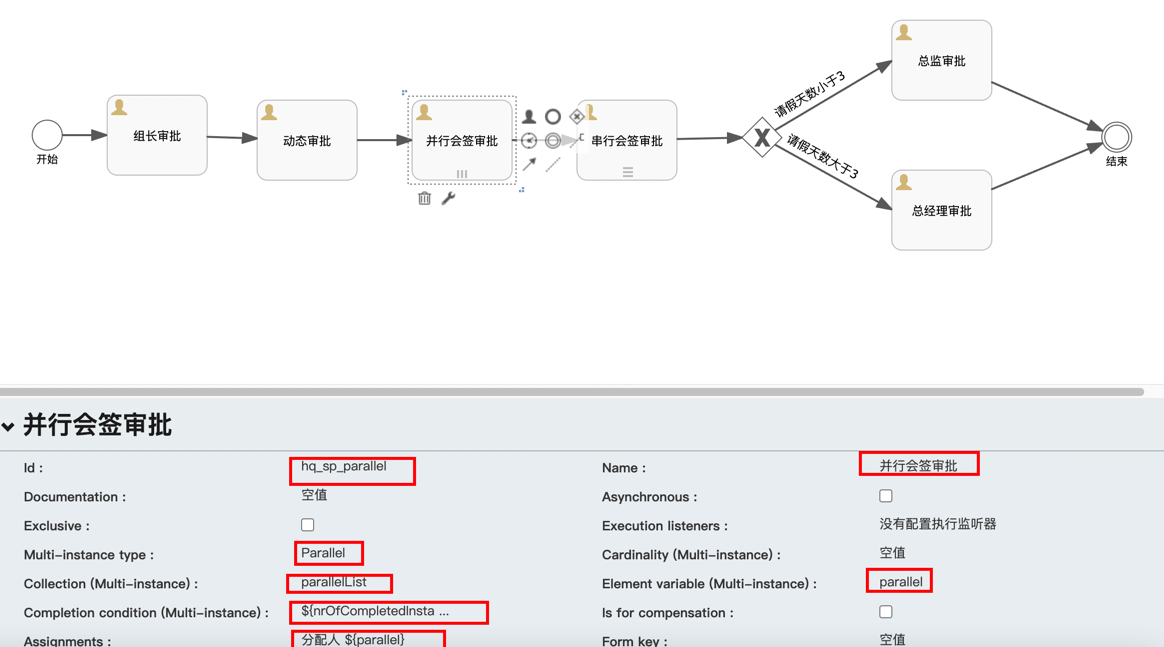 开始
组长审批
动态审批
并行会签审批
串行会签审批
X
请假天数小于3
请假天数大于3
总监审批
总经理审批
结束
并行会签审批
Id :
hq_sp_parallel
Name :
并行会签审批
Documentation :
空值
Asynchronous :
Exclusive :
Execution listeners :
没有配置执行监听器
Multi-instance type :
Parallel
Cardinality (Multi-instance) :
空值
Collection (Multi-instance) :
parallelList
Element variable (Multi-instance) :
parallel
Completion condition (Multi-instance) :
${nrOfCompletedInsta ...
Is for compensation :
Assignments :
分配人 ${parallel}
Form key :
空值